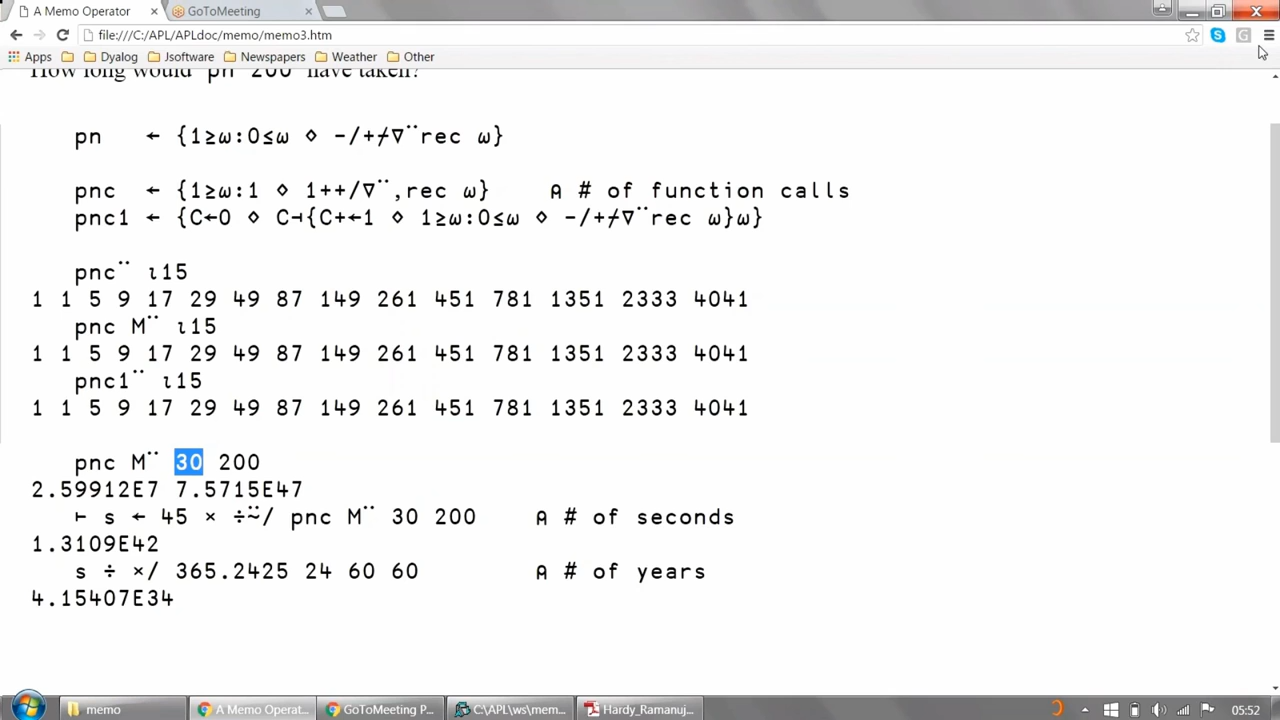 A Memo Operator
GoToMeeting
file:///C:/APL/APLdoc/memo/memo3.htm
Apps
Dyalog
Jsoftware
Newspapers
Weather
Other
How long would pn 200 have taken?
pn ← {1≥⍵:0≤⍵ ⋄ -/+⌿∇¨rec ⍵}
pnc ← {1≥⍵:1 ⋄ 1++/∇¨,rec ⍵} ⍝ # of function calls
pnc1 ← {C←0 ⋄ C⊣{C+←1 ⋄ 1≥⍵:0≤⍵ ⋄ -/+⌿∇¨rec ⍵}⍵}
pnc¨ ⍳15
1 1 5 9 17 29 49 87 149 261 451 781 1351 2333 4041
pnc M¨ ⍳15
1 1 5 9 17 29 49 87 149 261 451 781 1351 2333 4041
pnc1¨ ⍳15
1 1 5 9 17 29 49 87 149 261 451 781 1351 2333 4041
pnc M¨ 30 200
2.59912E7 7.5715E47
⊢ s ← 45 × ÷⍨/ pnc M¨ 30 200 ⍝ # of seconds
1.3109E42
s ÷ ×/ 365.2425 24 60 60 ⍝ # of years
4.15407E34
memo
A Memo Operat...
GoToMeeting P...
C:\APL\ws\mem...
Hardy_Ramanuj...
05:52